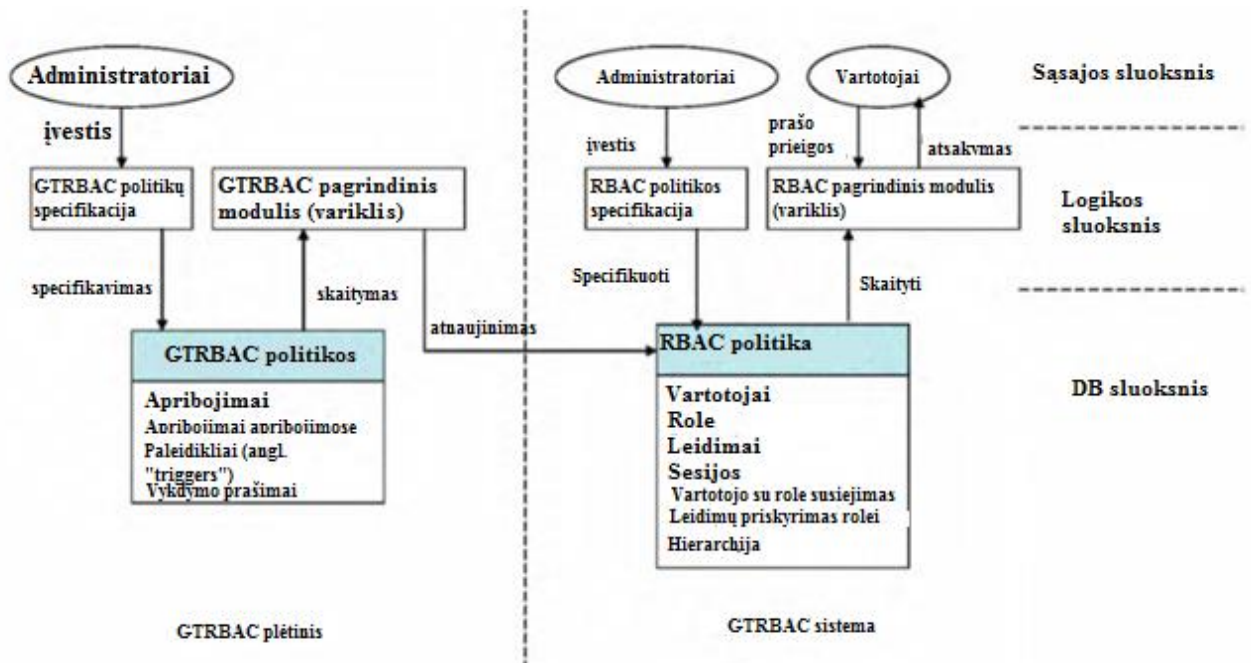 Administratoriai
Administratoriai
Vartotojai
Sąsajos sluoksnis
įvestis
įvestis
prašo
prieigos
atsakvmas
GTRBAC politikų
specifikacija
GTRBAC pagrindinis
modulis (variklis)
RBAC politikos
specifikacija
RBAC pagrindinis modulis
(variklis)
Logikos
sluoksnis
specifikavimas
skaitymas
atnaujinimas
Specifikuoti
Skaityti
GTRBAC politikos
Apribojimai
Apribojimai apribojimose
Paleidikliai (angl.
"triggers")
Vykdymo prašimai
RBAC politika
Vartotojai
Role
Leidimai
Sesijos
Vartotojo su role susiejimas
Leidimų priskyrimas rolei
Hierarchija
DB sluoksnis
GTRBAC plėtinis
GTRBAC sistema